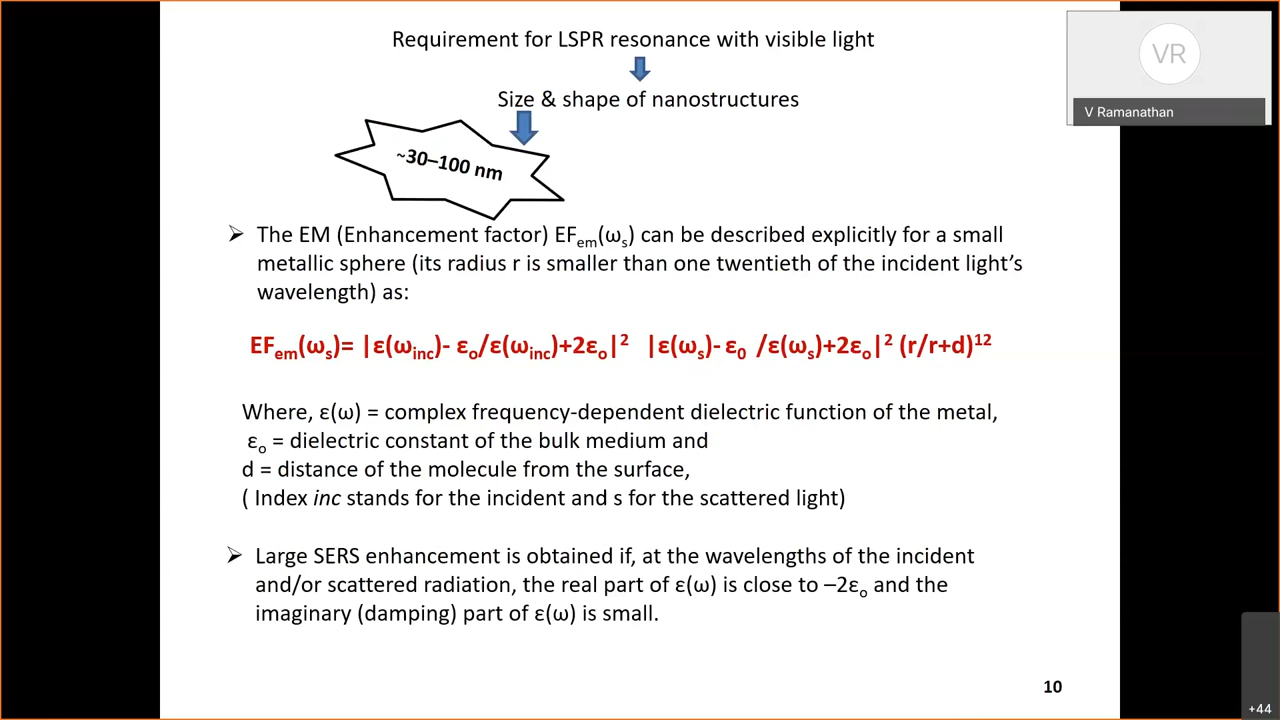 Requirement for LSPR resonance with visible light
VR
V Ramanathan
Size & shape of nanostructures
~30–100 nm
➢ The EM (Enhancement factor) EFem(ωs) can be described explicitly for a small
metallic sphere (its radius r is smaller than one twentieth of the incident light’s
wavelength) as:
EFem(ωs)= |ε(ωinc)- εo/ε(ωinc)+2εo|² |ε(ωs)- ε0 /ε(ωs)+2εo|² (r/r+d)¹²
Where, ε(ω) = complex frequency-dependent dielectric function of the metal,
εo = dielectric constant of the bulk medium and
d = distance of the molecule from the surface,
( Index inc stands for the incident and s for the scattered light)
➢ Large SERS enhancement is obtained if, at the wavelengths of the incident
and/or scattered radiation, the real part of ε(ω) is close to –2εo and the
imaginary (damping) part of ε(ω) is small.
10
+44